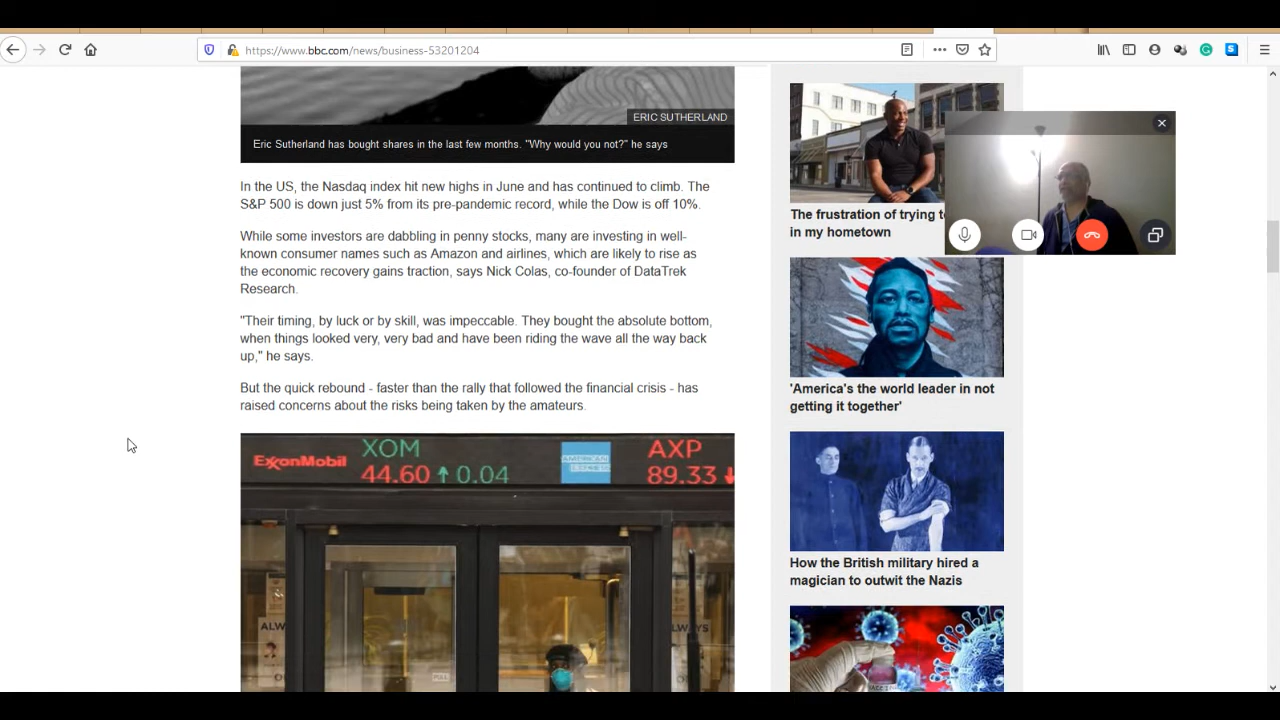 https://www.bbc.com/news/business-53201204
ERIC SUTHERLAND
Eric Sutherland has bought shares in the last few months. "Why would you not?" he says
In the US, the Nasdaq index hit new highs in June and has continued to climb. The
S&P 500 is down just 5% from its pre-pandemic record, while the Dow is off 10%.
While some investors are dabbling in penny stocks, many are investing in well-
known consumer names such as Amazon and airlines, which are likely to rise as
the economic recovery gains traction, says Nick Colas, co-founder of DataTrek
Research.
"Their timing, by luck or by skill, was impeccable. They bought the absolute bottom,
when things looked very, very bad and have been riding the wave all the way back
up," he says.
But the quick rebound - faster than the rally that followed the financial crisis - has
raised concerns about the risks being taken by the amateurs.
ExxonMobil
XOM
44.60 0.04
AMERICAN
EXPRESS
AXP
89.33
ALW
WAYS
PULL
The frustration of trying
in my hometown
'America's the world leader in not
getting it together'
How the British military hired a
magician to outwit the Nazis